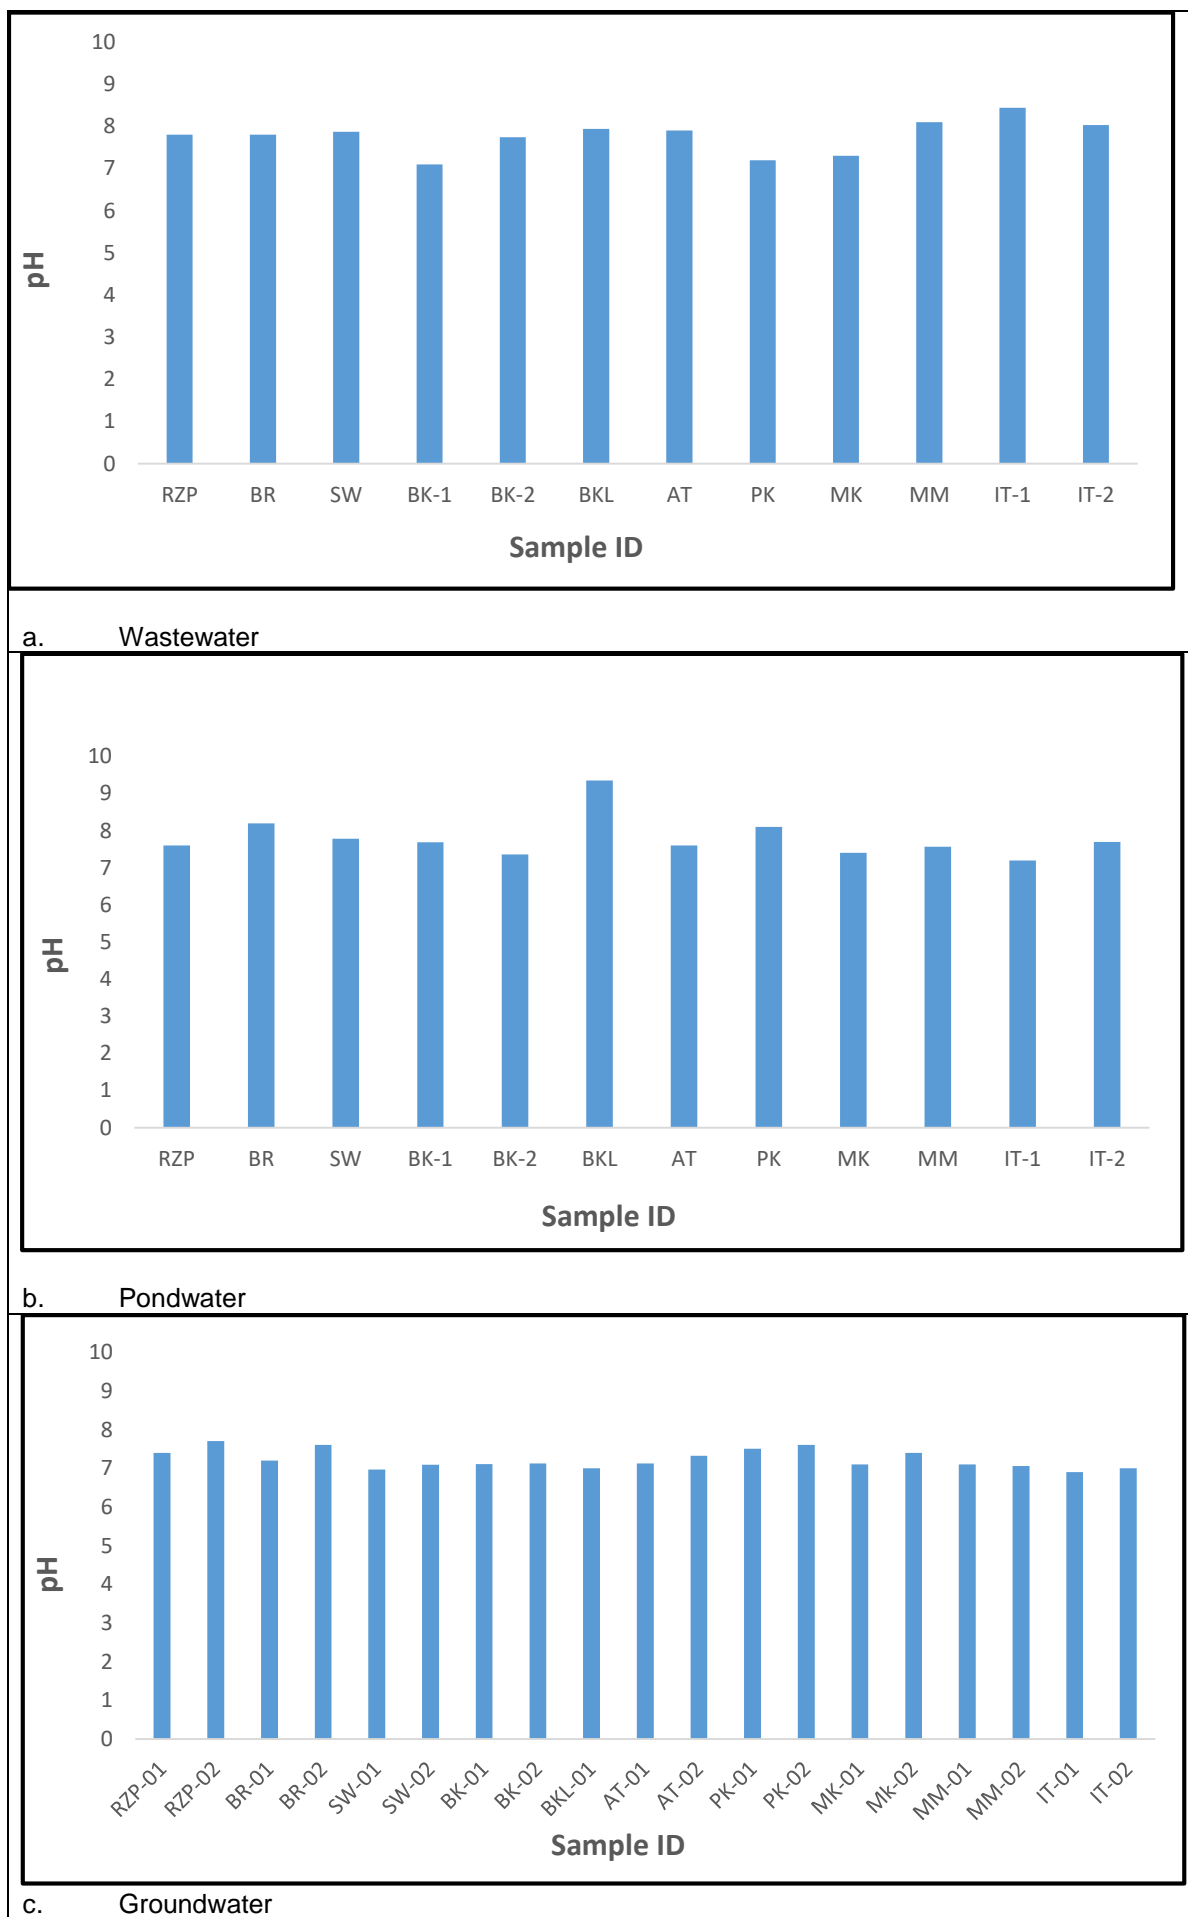 10
9
8
7
6
5
4
3
2
1
0
pH
RZP BR SW BK-1 BK-2 BKL AT PK MK MM IT-1 IT-2
Sample ID
a. Wastewater
10
9
8
7
6
5
4
3
2
1
0
pH
RZP BR SW BK-1 BK-2 BKL AT PK MK MM IT-1 IT-2
Sample ID
b. Pondwater
10
9
8
7
6
5
4
3
2
1
0
pH
RZP-01 RZP-02 BR-01 BR-02 SW-01 SW-02 BK-01 BK-02 BKL-01 AT-01 AT-02 PK-01 PK-02 MK-01 Mk-02 MM-01 MM-02 IT-01 IT-02
Sample ID
c. Groundwater